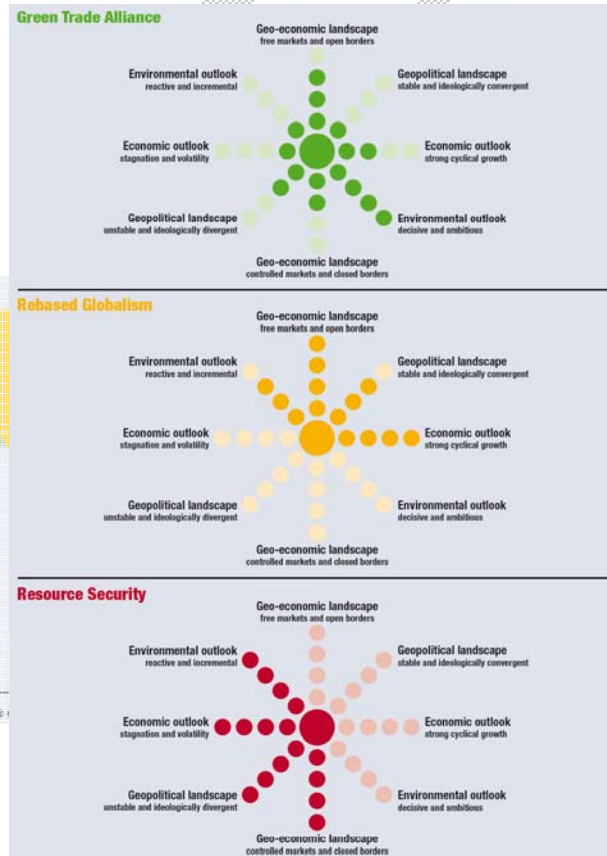 Green Trade Alliance
Geo-economic landscape
free markets and open borders
Environmental outlook
reactive and incremental
Geopolitical landscape
stable and ideologically convergent
Economic outlook
stagnation and volatility
Economic outlook
strong cyclical growth
Geopolitical landscape
unstable and ideologically divergent
Environmental outlook
decisive and ambitious
Geo-economic landscape
controlled markets and closed borders
Rebased Globalism
Geo-economic landscape
free markets and open borders
Environmental outlook
reactive and incremental
Geopolitical landscape
stable and ideologically convergent
Economic outlook
stagnation and volatility
Economic outlook
strong cyclical growth
Geopolitical landscape
unstable and ideologically divergent
Environmental outlook
decisive and ambitious
Geo-economic landscape
controlled markets and closed borders
Resource Security
Geo-economic landscape
free markets and open borders
Environmental outlook
reactive and incremental
Geopolitical landscape
stable and ideologically convergent
Economic outlook
stagnation and volatility
Economic outlook
strong cyclical growth
Geopolitical landscape
unstable and ideologically divergent
Environmental outlook
decisive and ambitious
Geo-economic landscape
controlled markets and closed borders
©